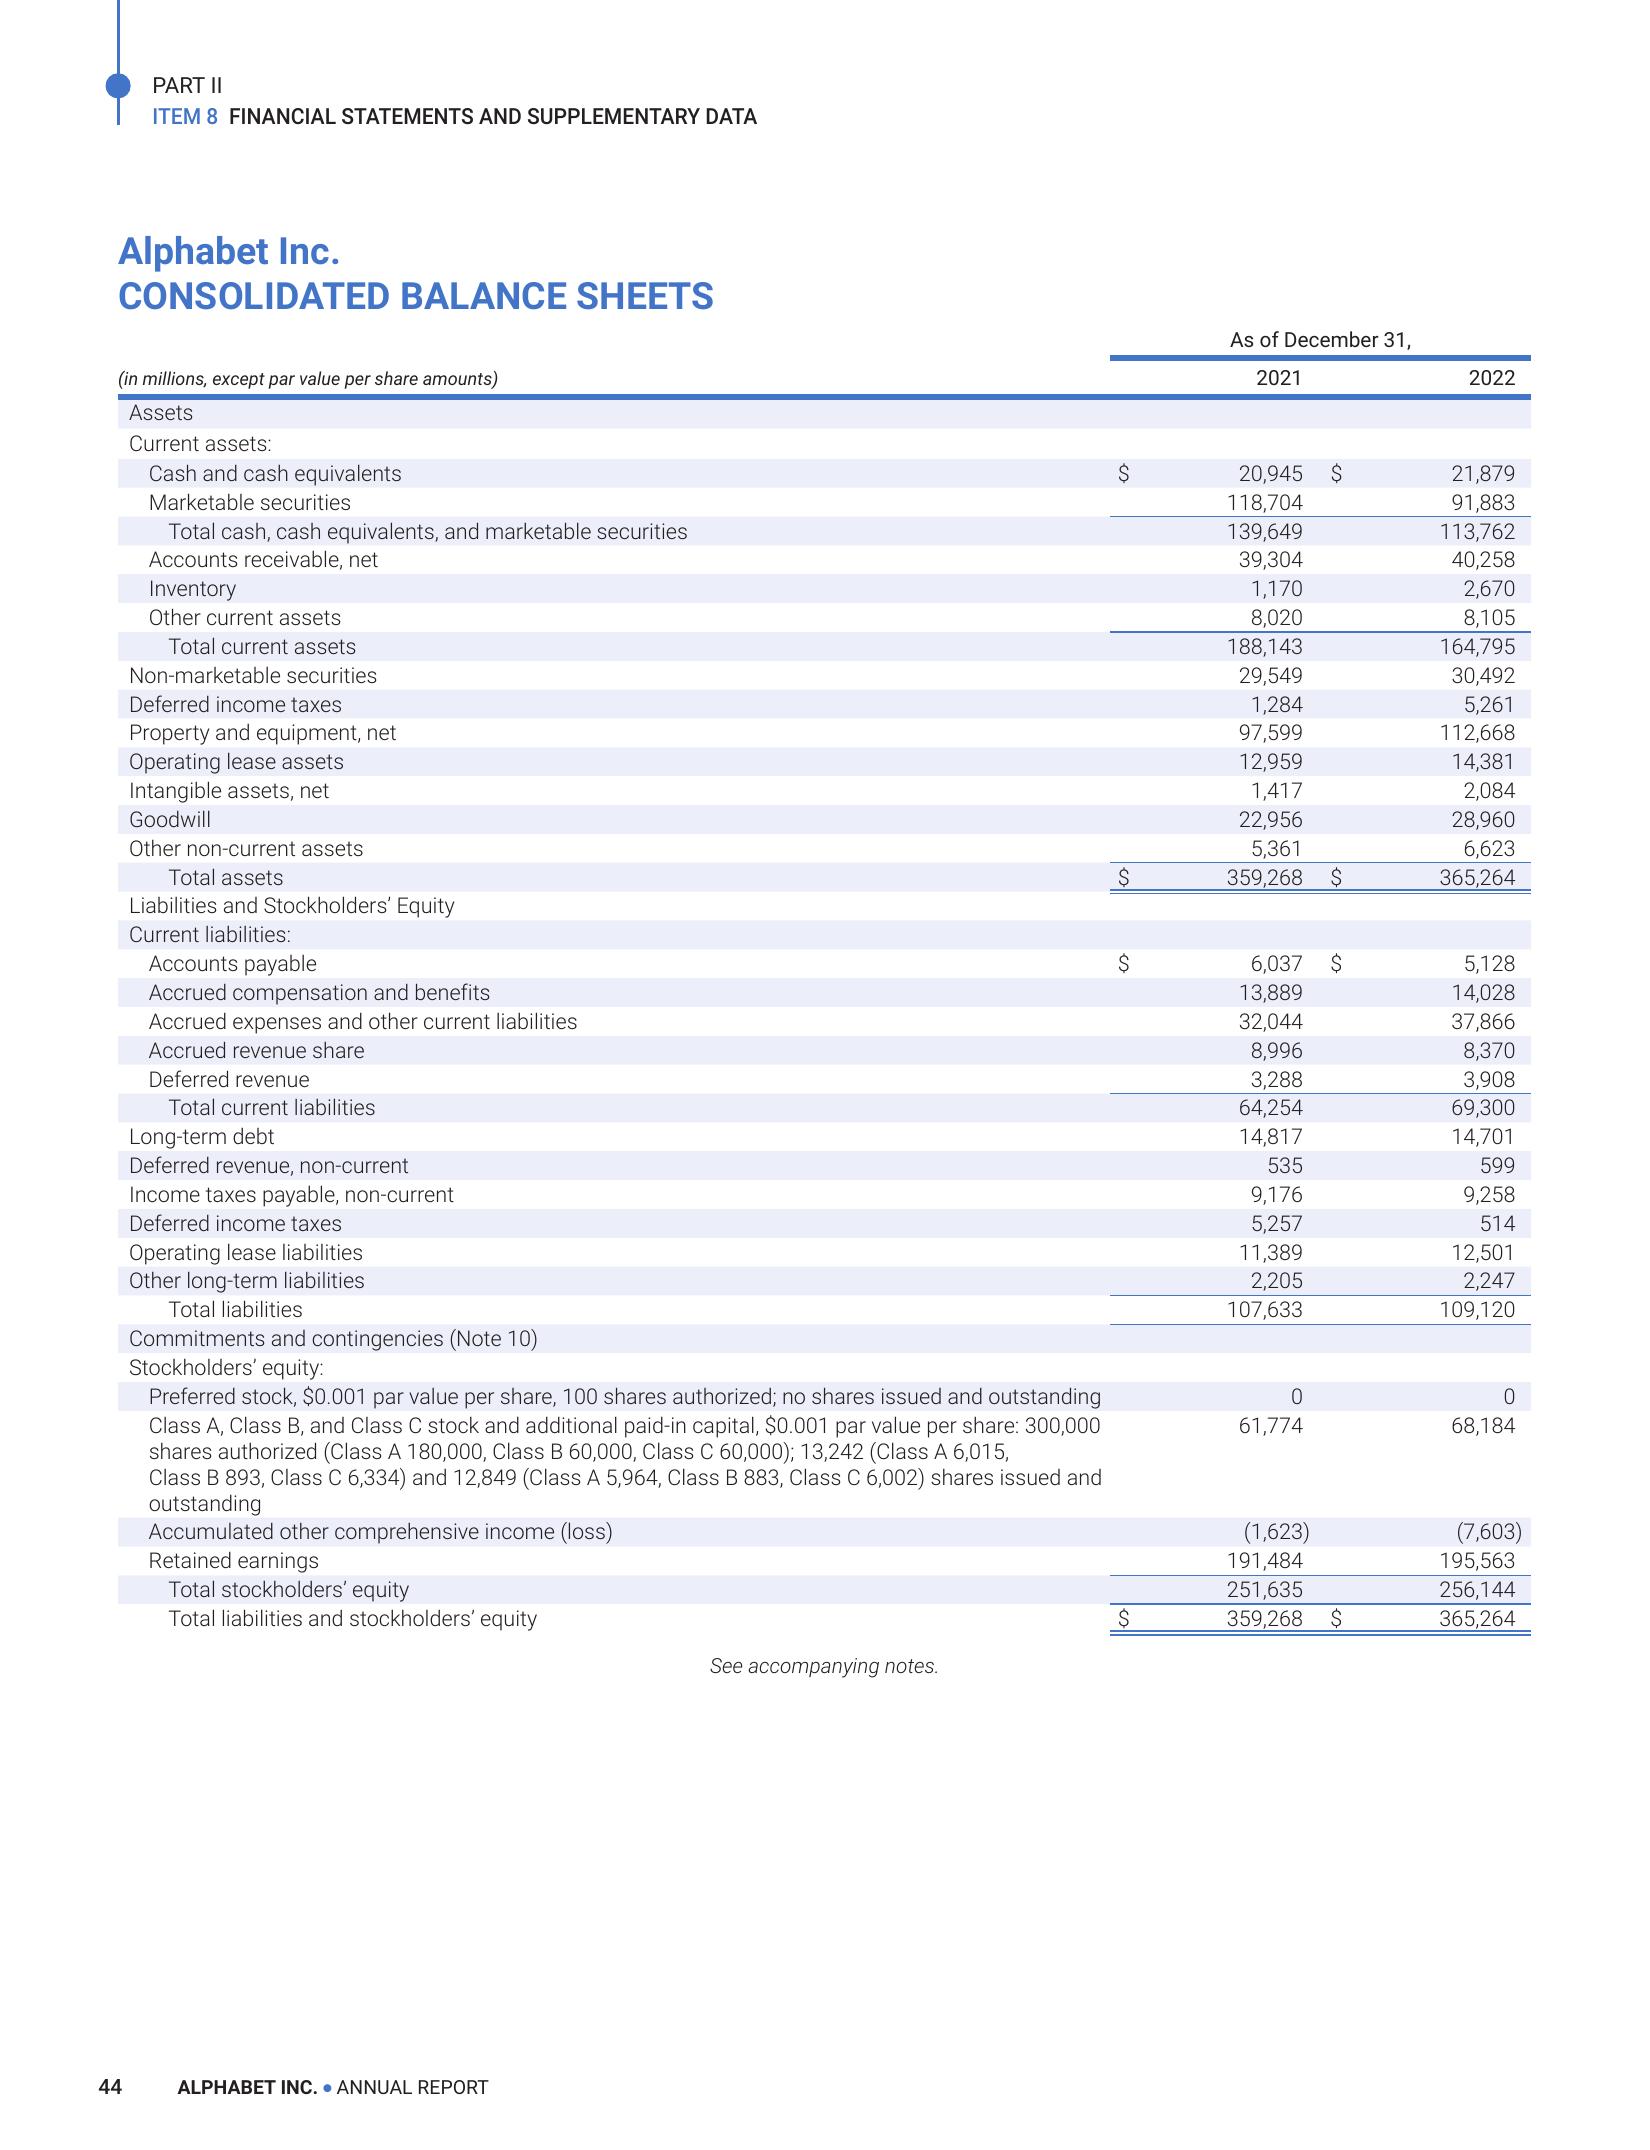 PART II
ITEM 8 FINANCIAL STATEMENTS AND SUPPLEMENTARY DATA
Alphabet Inc.
CONSOLIDATED BALANCE SHEETS
As of December 31,
(in millions, except par value per share amounts) 2021 2022
Assets
Current assets:
Cash and cash equivalents $ 20,945 $ 21,879
Marketable securities 118,704 91,883
Total cash, cash equivalents, and marketable securities 139,649 113,762
Accounts receivable, net 39,304 40,258
Inventory 1,170 2,670
Other current assets 8,020 8,105
Total current assets 188,143 164,795
Non-marketable securities 29,549 30,492
Deferred income taxes 1,284 5,261
Property and equipment, net 97,599 112,668
Operating lease assets 12,959 14,381
Intangible assets, net 1,417 2,084
Goodwill 22,956 28,960
Other non-current assets 5,361 6,623
Total assets $ 359,268 $ 365,264
Liabilities and Stockholders’ Equity
Current liabilities:
Accounts payable $ 6,037 $ 5,128
Accrued compensation and benefits 13,889 14,028
Accrued expenses and other current liabilities 32,044 37,866
Accrued revenue share 8,996 8,370
Deferred revenue 3,288 3,908
Total current liabilities 64,254 69,300
Long-term debt 14,817 14,701
Deferred revenue, non-current 535 599
Income taxes payable, non-current 9,176 9,258
Deferred income taxes 5,257 514
Operating lease liabilities 11,389 12,501
Other long-term liabilities 2,205 2,247
Total liabilities 107,633 109,120
Commitments and contingencies (Note 10)
Stockholders’ equity:
Preferred stock, $0.001 par value per share, 100 shares authorized; no shares issued and outstanding 0 0
Class A, Class B, and Class C stock and additional paid-in capital, $0.001 par value per share: 300,000 61,774 68,184
shares authorized (Class A 180,000, Class B 60,000, Class C 60,000); 13,242 (Class A 6,015,
Class B 893, Class C 6,334) and 12,849 (Class A 5,964, Class B 883, Class C 6,002) shares issued and
outstanding
Accumulated other comprehensive income (loss) (1,623) (7,603)
Retained earnings 191,484 195,563
Total stockholders’ equity 251,635 256,144
Total liabilities and stockholders’ equity $ 359,268 $ 365,264
See accompanying notes.
44 ALPHABET INC. • ANNUAL REPORT